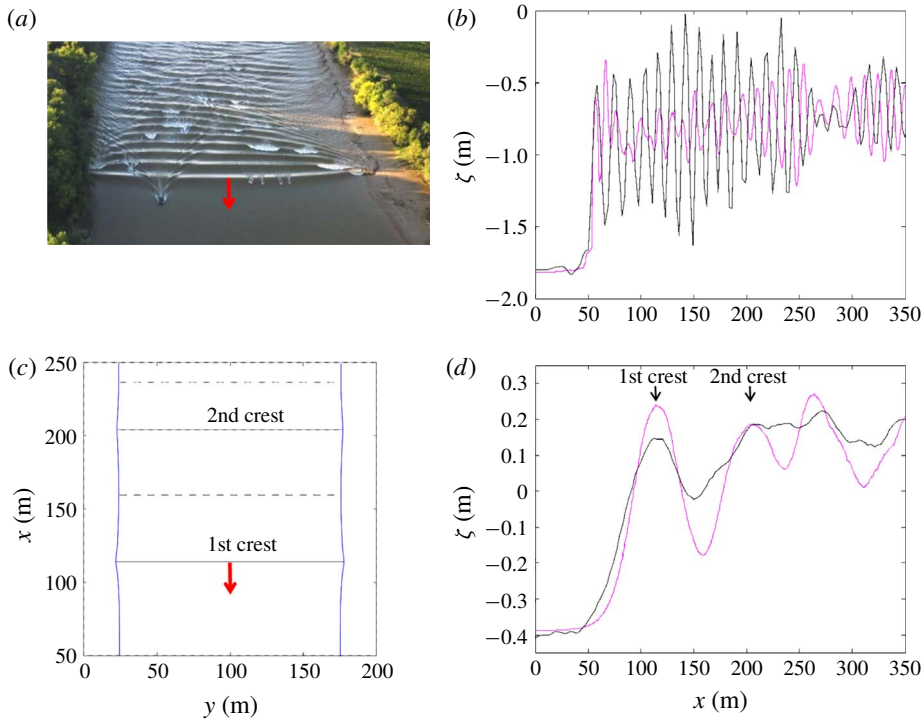 (a)
(b)
0
−0.5
−1.0
−1.5
−2.0
ζ (m)
0 50 100 150 200 250 300 350
(c)
250
200
150
100
50
x (m)
2nd crest
1st crest
0 50 100 150 200
y (m)
(d)
1st crest 2nd crest
0.3
0.2
0.1
0
−0.1
−0.2
−0.3
−0.4
ζ (m)
0 50 100 150 200 250 300 350
x (m)